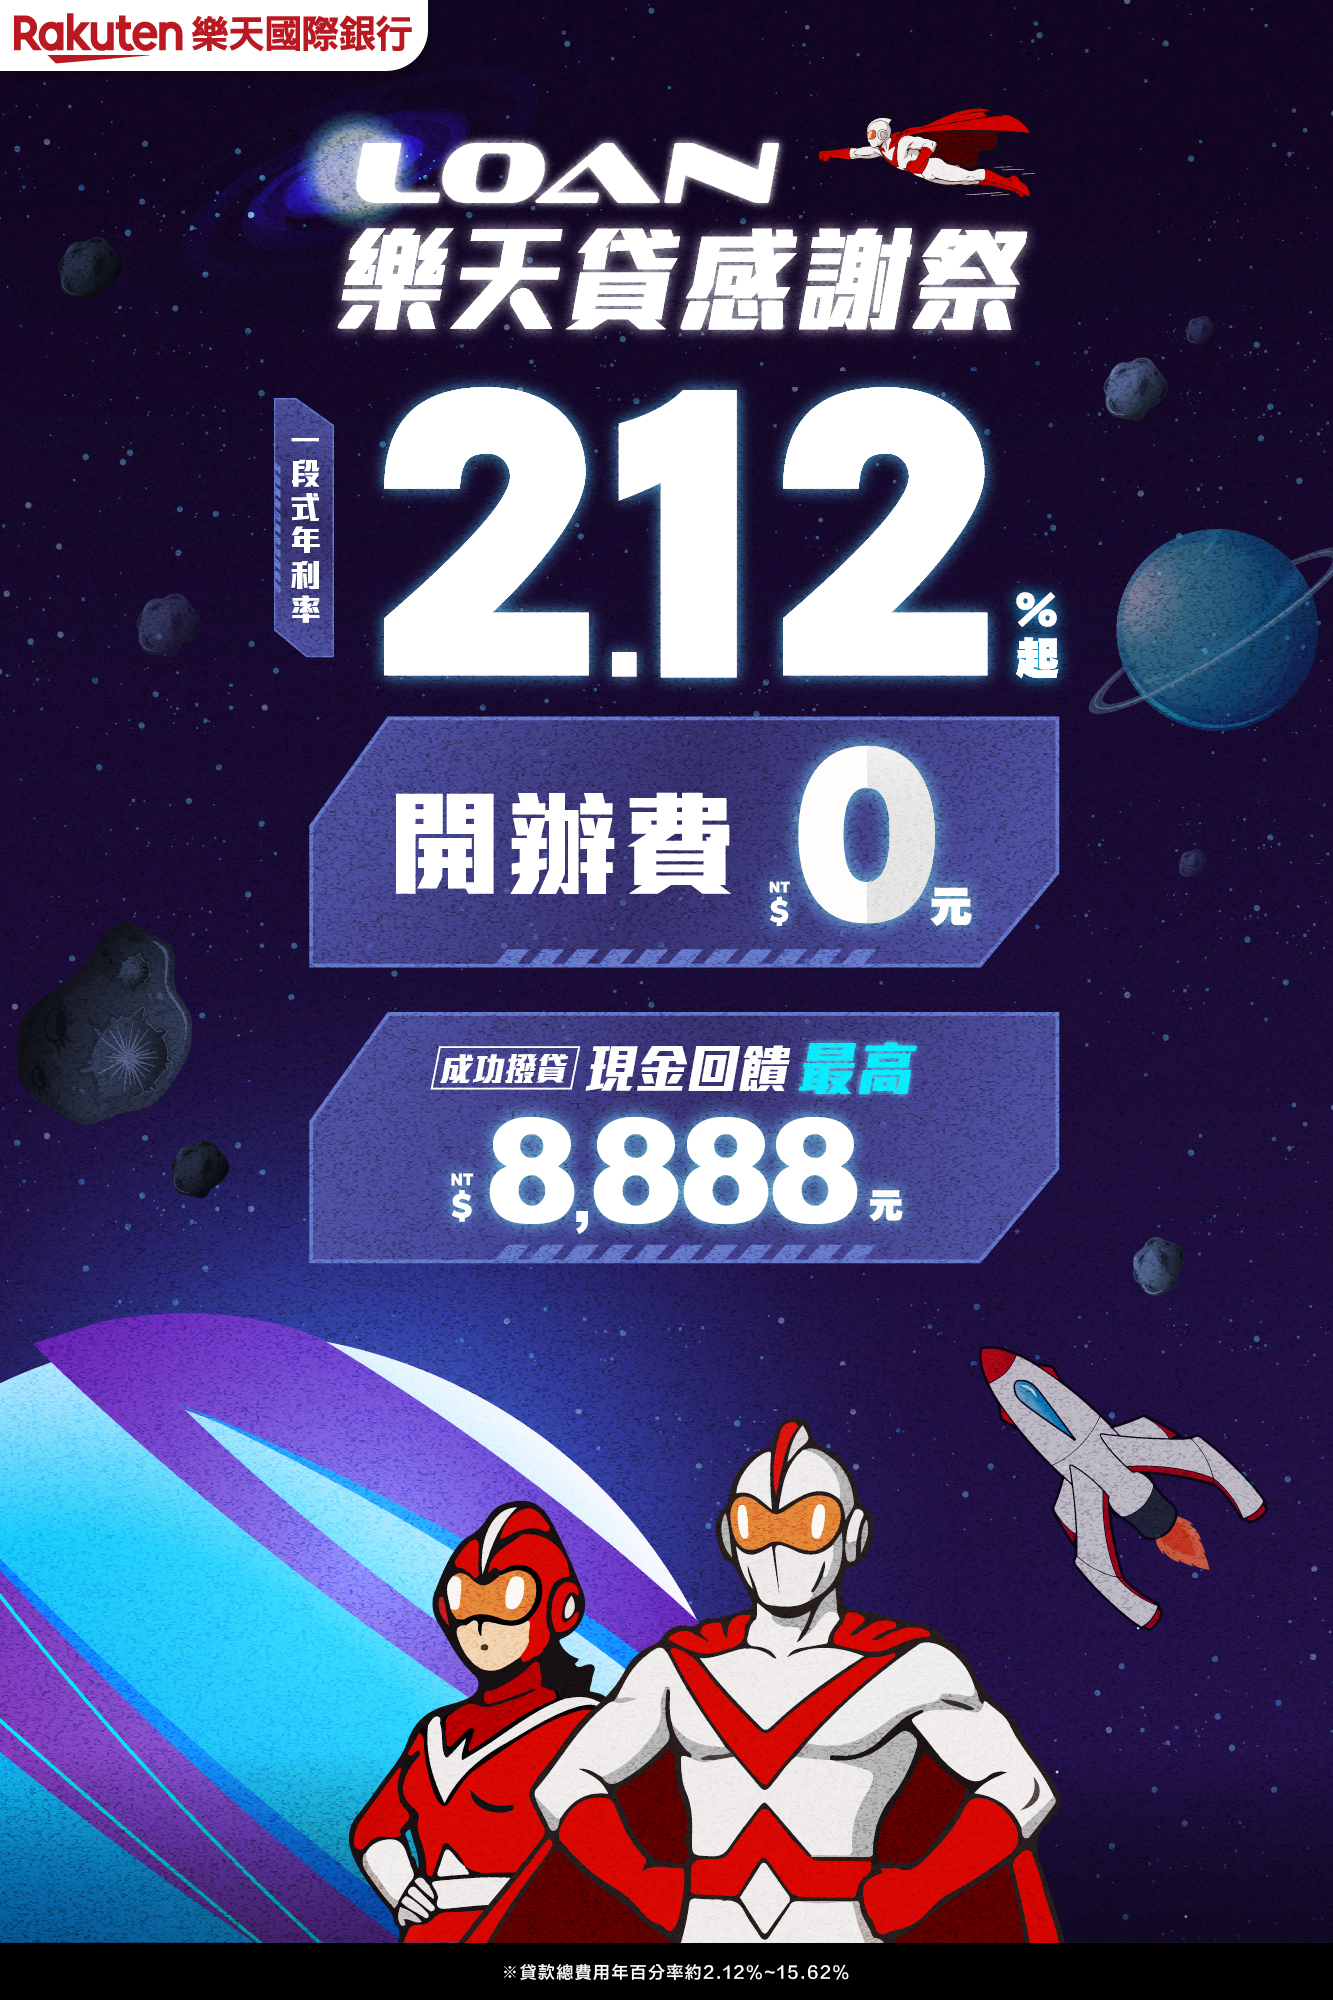 Rakuten 樂天國際銀行
LOAN
樂天貸感謝祭
一段式年利率
2.12%起
開辦費 NT$0元
成功撥貸 現金回饋 最高
NT$8,888元
※貸款總費用年百分率約2.12%~15.62%